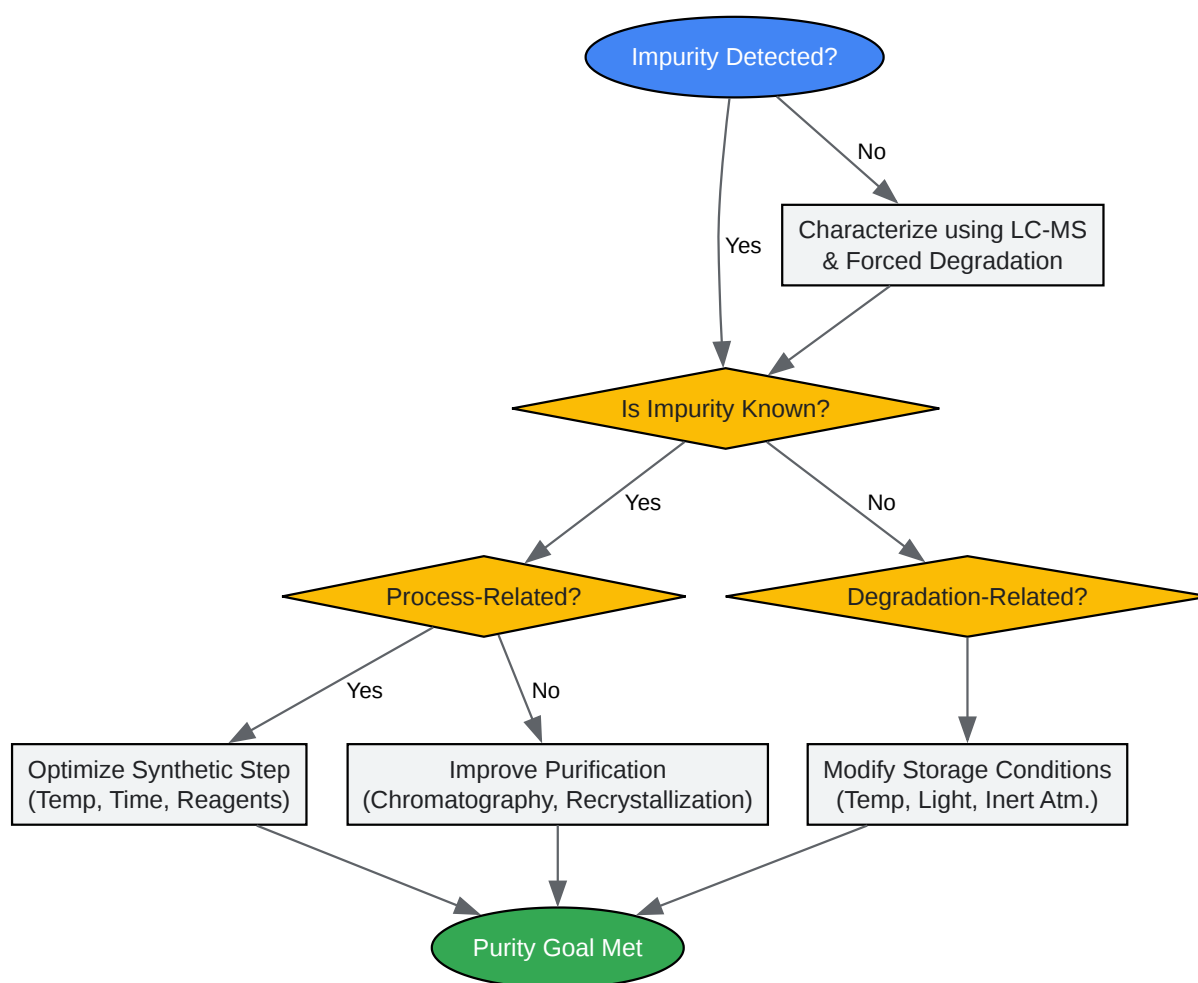 Impurity Detected?
No
Characterize using LC-MS
& Forced Degradation
Yes
Is Impurity Known?
Yes
No
Process-Related?
Degradation-Related?
Yes
No
Optimize Synthetic Step
(Temp, Time, Reagents)
Improve Purification
(Chromatography, Recrystallization)
Modify Storage Conditions
(Temp, Light, Inert Atm.)
Purity Goal Met